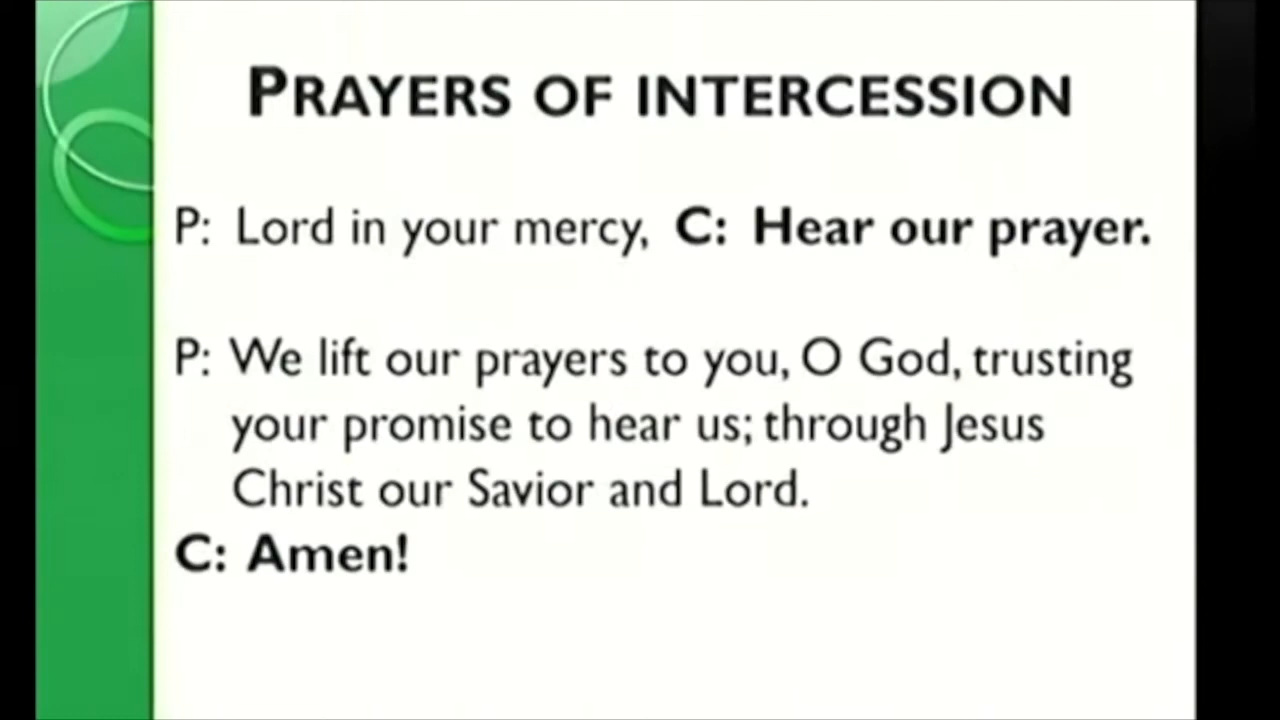 PRAYERS OF INTERCESSION
P: Lord in your mercy, C: Hear our prayer.
P: We lift our prayers to you, O God, trusting
your promise to hear us; through Jesus
Christ our Savior and Lord.
C: Amen!